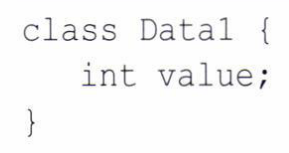 class Data1 {
    int value;
}